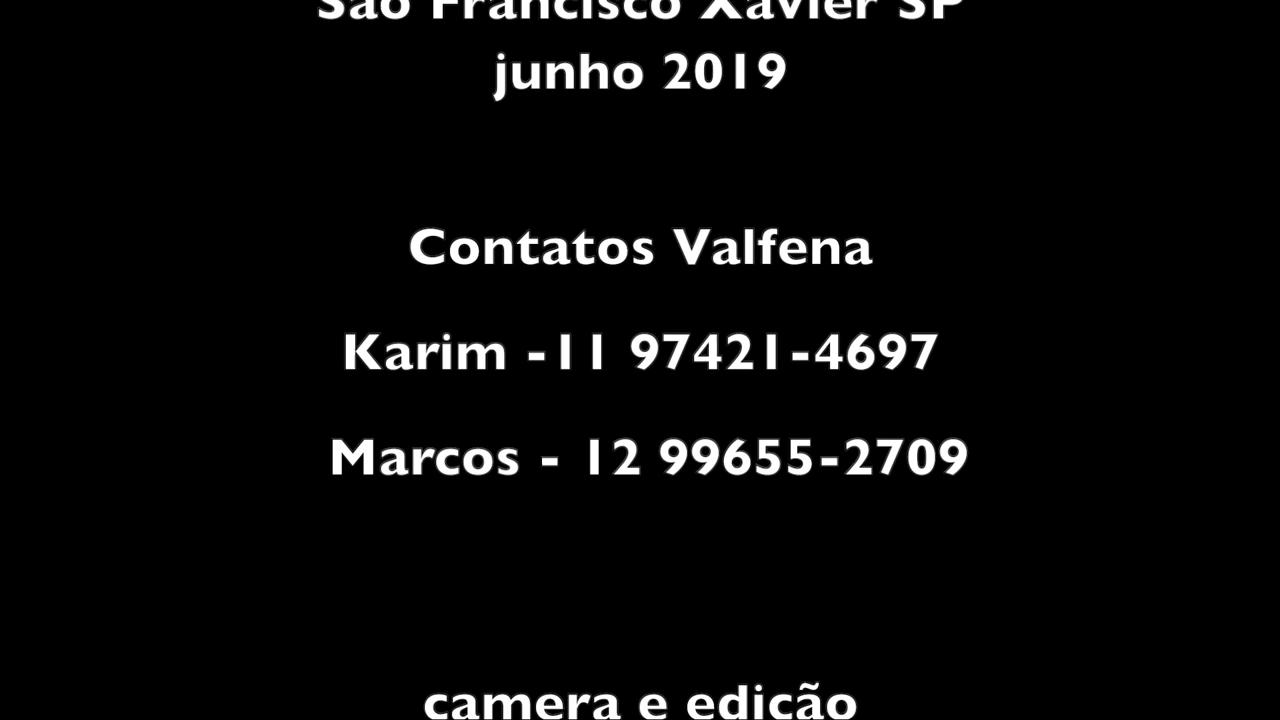 São Francisco Xavier SP
junho 2019
Contatos Valfena
Karim -11 97421-4697
Marcos - 12 99655-2709
camera e edição